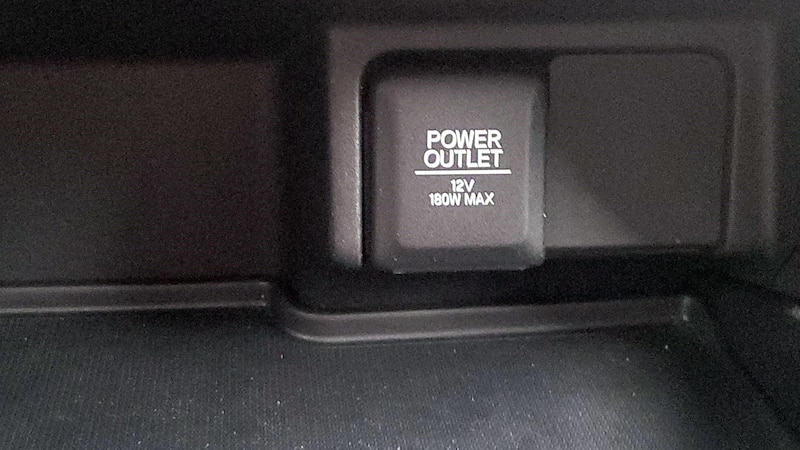 POWER
OUTLET
12V
180W MAX